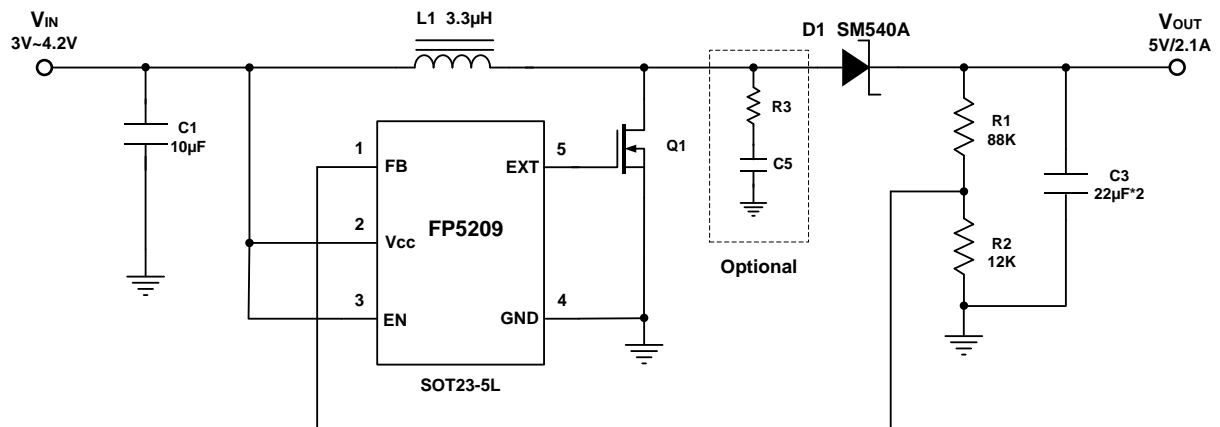 VIN
3V~4.2V
L1 3.3µH
D1 SM540A
VOUT
5V/2.1A
C1
10µF
R3
C5
Optional
Q1
R1
88K
R2
12K
C3
22µF*2
1
FB
5
EXT
FP5209
2
Vcc
3
EN
4
GND
SOT23-5L